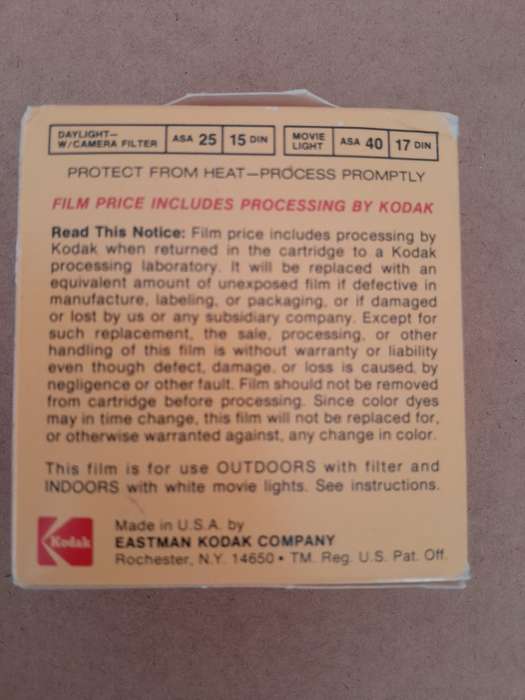 DAYLIGHT—
W/CAMERA FILTER
ASA 25
15 DIN
MOVIE
LIGHT
ASA 40
17 DIN
PROTECT FROM HEAT—PROCESS PROMPTLY
FILM PRICE INCLUDES PROCESSING BY KODAK
Read This Notice: Film price includes processing by
Kodak when returned in the cartridge to a Kodak
processing laboratory. It will be replaced with an
equivalent amount of unexposed film if defective in
manufacture, labeling, or packaging, or if damaged
or lost by us or any subsidiary company. Except for
such replacement, the sale, processing, or other
handling of this film is without warranty or liability
even though defect, damage, or loss is caused by
negligence or other fault. Film should not be removed
from cartridge before processing. Since color dyes
may in time change, this film will not be replaced for,
or otherwise warranted against, any change in color.
This film is for use OUTDOORS with filter and
INDOORS with white movie lights. See instructions.
Kodak
Made in U.S.A. by
EASTMAN KODAK COMPANY
Rochester, N.Y. 14650 • TM. Reg. U.S. Pat. Off.